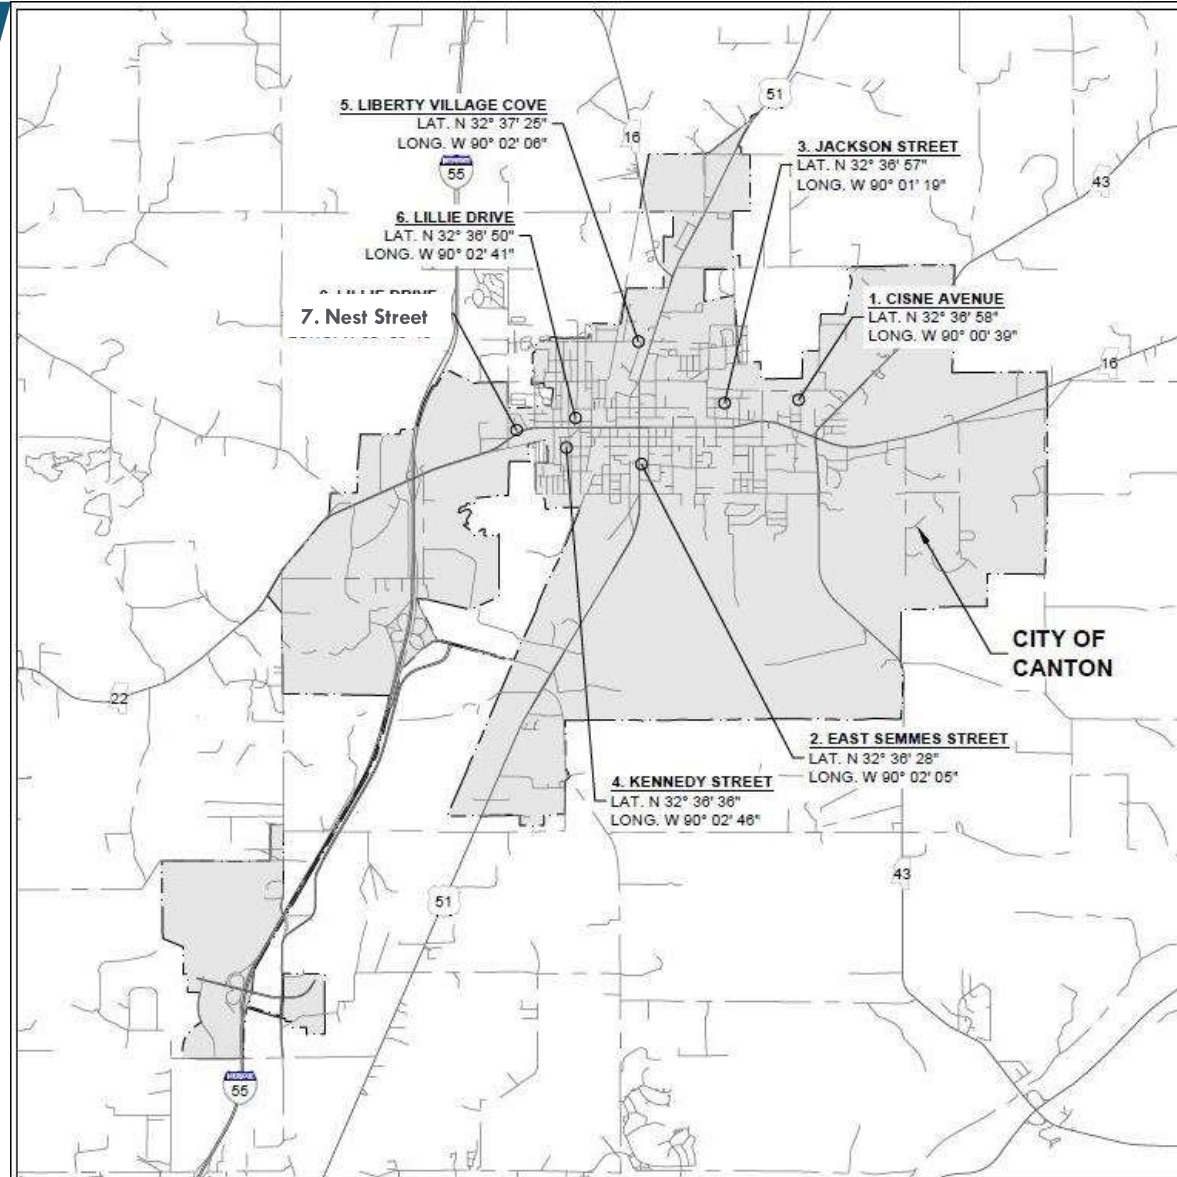 51
5. LIBERTY VILLAGE COVE
LAT. N 32° 37' 25"
LONG. W 90° 02' 06"
16
3. JACKSON STREET
LAT. N 32° 36' 57"
LONG. W 90° 01' 19"
55
43
6. LILLIE DRIVE
LAT. N 32° 36' 50"
LONG. W 90° 02' 41"
7. Nest Street
1. CISNE AVENUE
LAT. N 32° 36' 58"
LONG. W 90° 00' 39"
16
CITY OF
CANTON
22
2. EAST SEMMES STREET
LAT. N 32° 36' 28"
LONG. W 90° 02' 05"
4. KENNEDY STREET
LAT. N 32° 36' 36"
LONG. W 90° 02' 46"
43
51
55